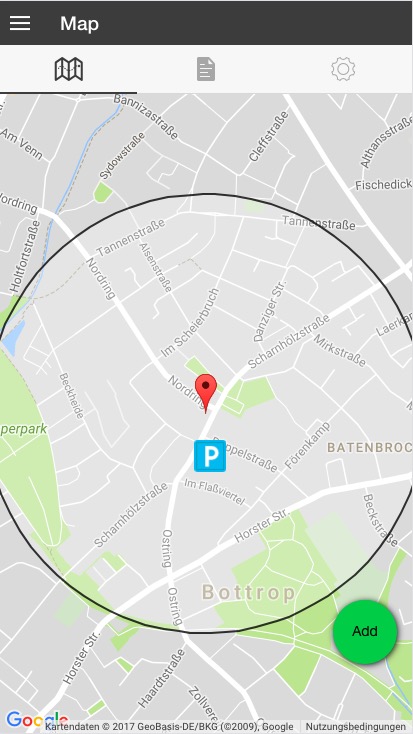 Map
Bannizastraße
Am Venn
Sydowstraße
Cleffstraße
Althansstraße
Fischedick
Nordring
Holtfortstraße
Tannenstraße
Tannenstraße
Alsenstraße
Nordring
Im Scheierbruch
Danziger Str.
Scharnhölzstraße
Laerka
Mirkstraße
Beckheide
Nordring
perpark
Förenkamp
BATENBROC
ppelstraße
P
Im Flaßviertel
Scharnhölzstraße
Horster Str.
Beckstraße
Ostring
Bottrop
Ostring
Add
Horster Str.
Haardtstraße
Zollver
Google
Kartendaten © 2017 GeoBasis-DE/BKG (©2009), Google
Nutzungsbedingungen